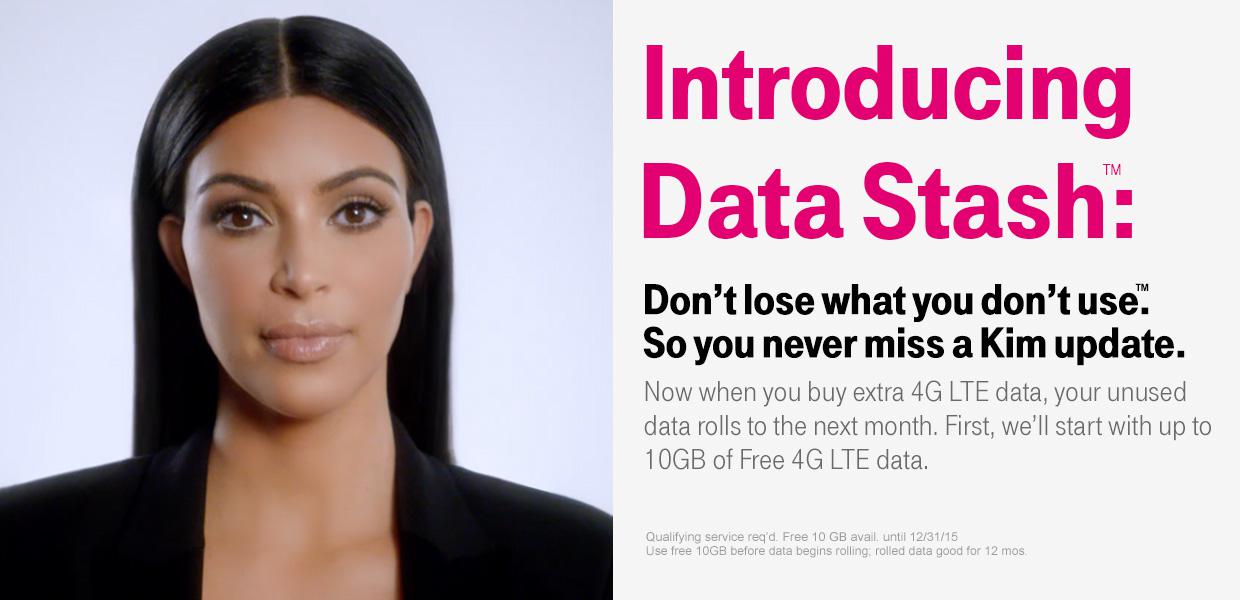 Introducing
Data Stash™:
Don't lose what you don't use.™
So you never miss a Kim update.
Now when you buy extra 4G LTE data, your unused
data rolls to the next month. First, we'll start with up to
10GB of Free 4G LTE data.
Qualifying service req'd. Free 10 GB avail. until 12/31/15
Use free 10GB before data begins rolling; rolled data good for 12 mos.